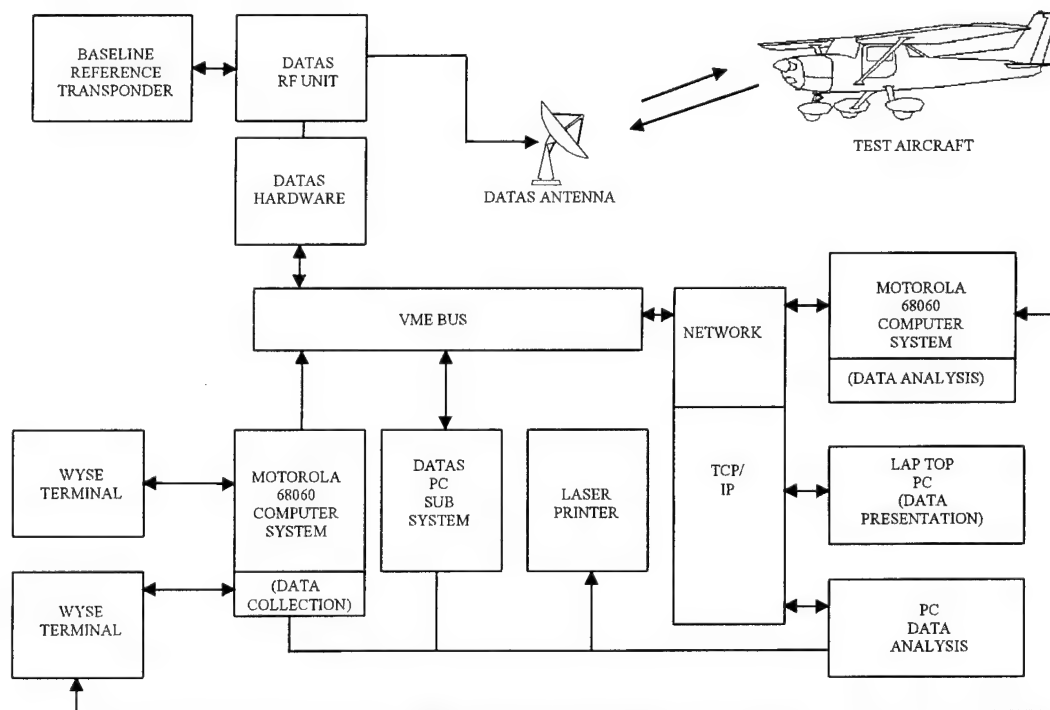 BASELINE
REFERENCE
TRANSPONDER
DATAS
RF UNIT
TEST AIRCRAFT
DATAS
HARDWARE
DATAS ANTENNA
VME BUS
NETWORK
MOTOROLA
68060
COMPUTER
SYSTEM
(DATA ANALYSIS)
WYSE
TERMINAL
MOTOROLA
68060
COMPUTER
SYSTEM
(DATA
COLLECTION)
DATAS
PC
SUB
SYSTEM
LASER
PRINTER
TCP/
IP
LAP TOP
PC
(DATA
PRESENTATION)
WYSE
TERMINAL
PC
DATA
ANALYSIS